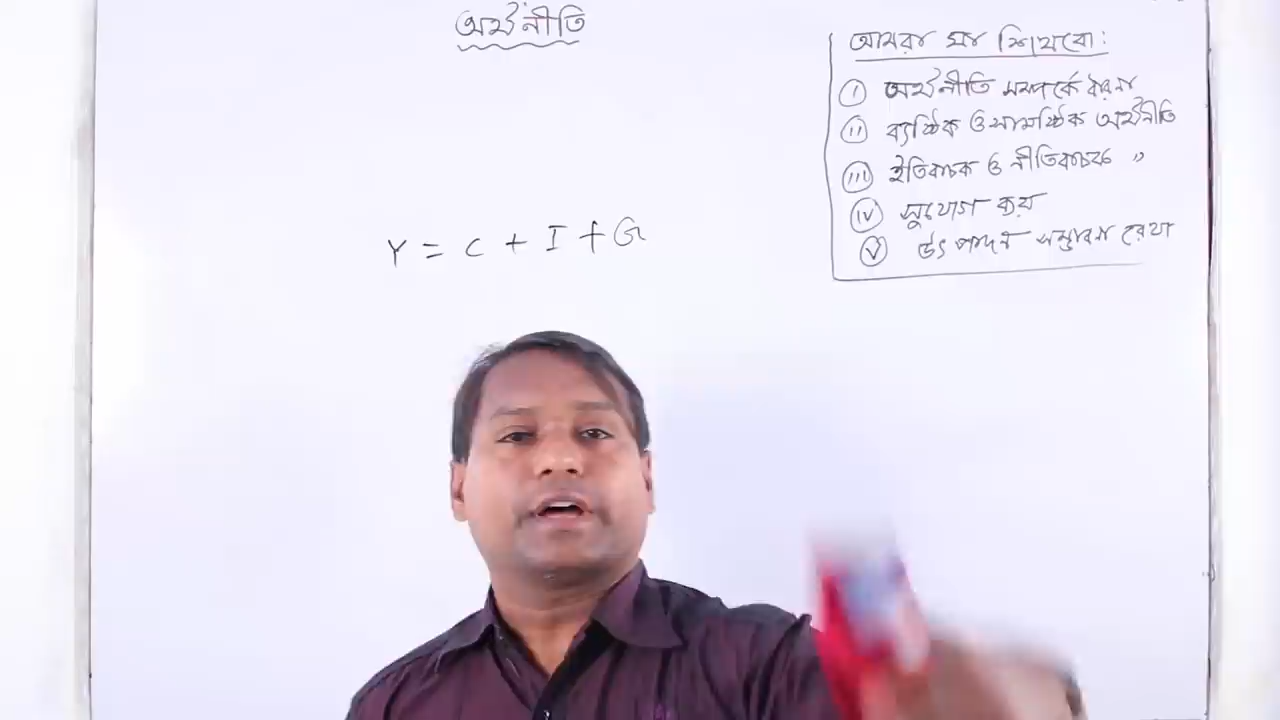 অর্থনীতি
আমরা যা শিখবো:
(i) অর্থনীতি সম্পর্কে ধারণা
(ii) ব্যষ্টিক ও সামষ্টিক অর্থনীতি
(iii) ইতিবাচক ও নীতিবাচক "
(iv) সুযোগ ব্যয়
(v) উৎপাদন সম্ভাবনা রেখা
Y = C + I + G